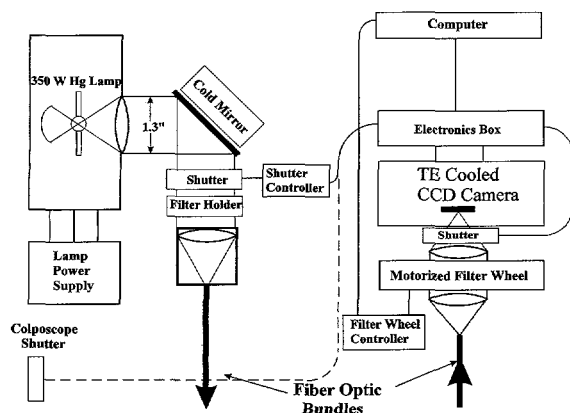 350 W Hg Lamp
1.3"
Cold Mirror
Shutter
Filter Holder
Shutter
Controller
Lamp
Power
Supply
Colposcope
Shutter
Computer
Electronics Box
TE Cooled
CCD Camera
Shutter
Motorized Filter Wheel
Filter Wheel
Controller
Fiber Optic
Bundles